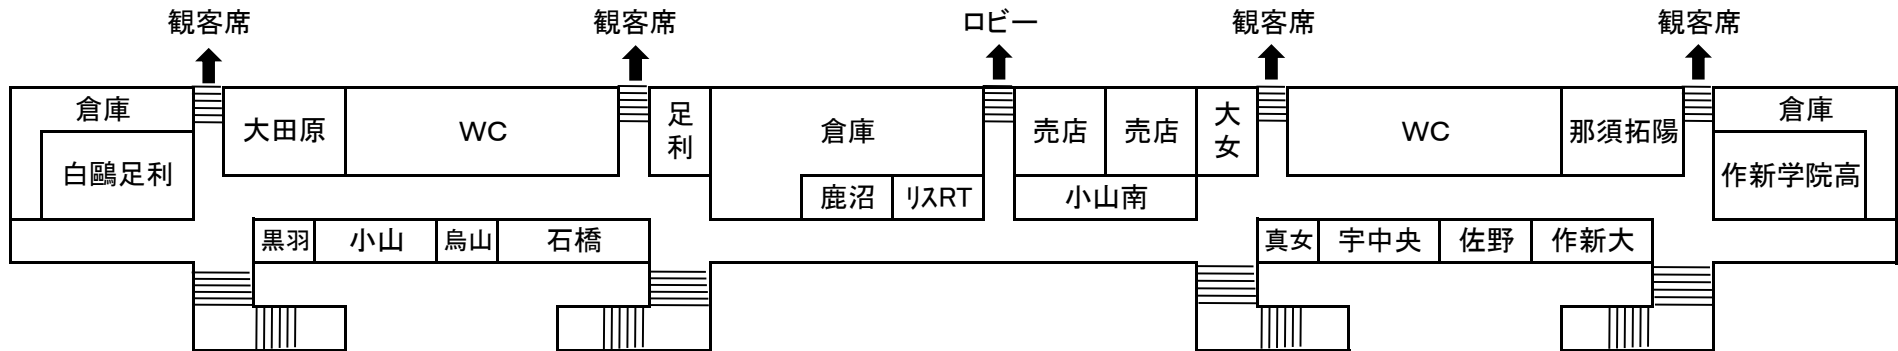 観客席
観客席
ロビー
観客席
観客席
倉庫
白鷗足利
大田原
WC
足利
倉庫
鹿沼
リスRT
売店
売店
大女
小山南
WC
那須拓陽
倉庫
作新学院高
黒羽
小山
烏山
石橋
真女
宇中央
佐野
作新大